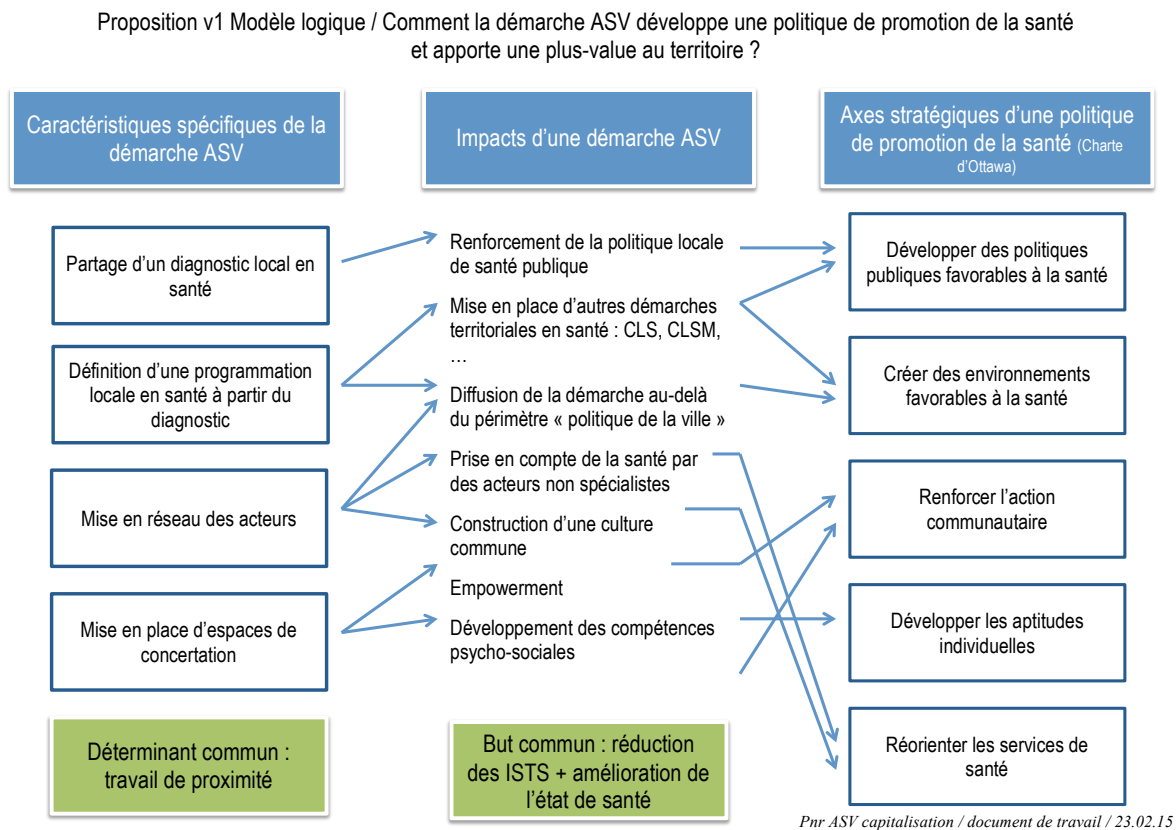 Proposition v1 Modèle logique / Comment la démarche ASV développe une politique de promotion de la santé
et apporte une plus-value au territoire ?
Caractéristiques spécifiques de la
démarche ASV
Partage d’un diagnostic local en
santé
Définition d’une programmation
locale en santé à partir du
diagnostic
Mise en réseau des acteurs
Mise en place d’espaces de
concertation
Déterminant commun :
travail de proximité
Impacts d’une démarche ASV
Renforcement de la politique locale
de santé publique
Mise en place d’autres démarches
territoriales en santé : CLS, CLSM,
…
Diffusion de la démarche au-delà
du périmètre « politique de la ville »
Prise en compte de la santé par
des acteurs non spécialistes
Construction d’une culture
commune
Empowerment
Développement des compétences
psycho-sociales
But commun : réduction
des ISTS + amélioration de
l’état de santé
Axes stratégiques d’une politique
de promotion de la santé (Charte
d’Ottawa)
Développer des politiques
publiques favorables à la santé
Créer des environnements
favorables à la santé
Renforcer l’action
communautaire
Développer les aptitudes
individuelles
Réorienter les services de
santé
Pnr ASV capitalisation / document de travail / 23.02.15